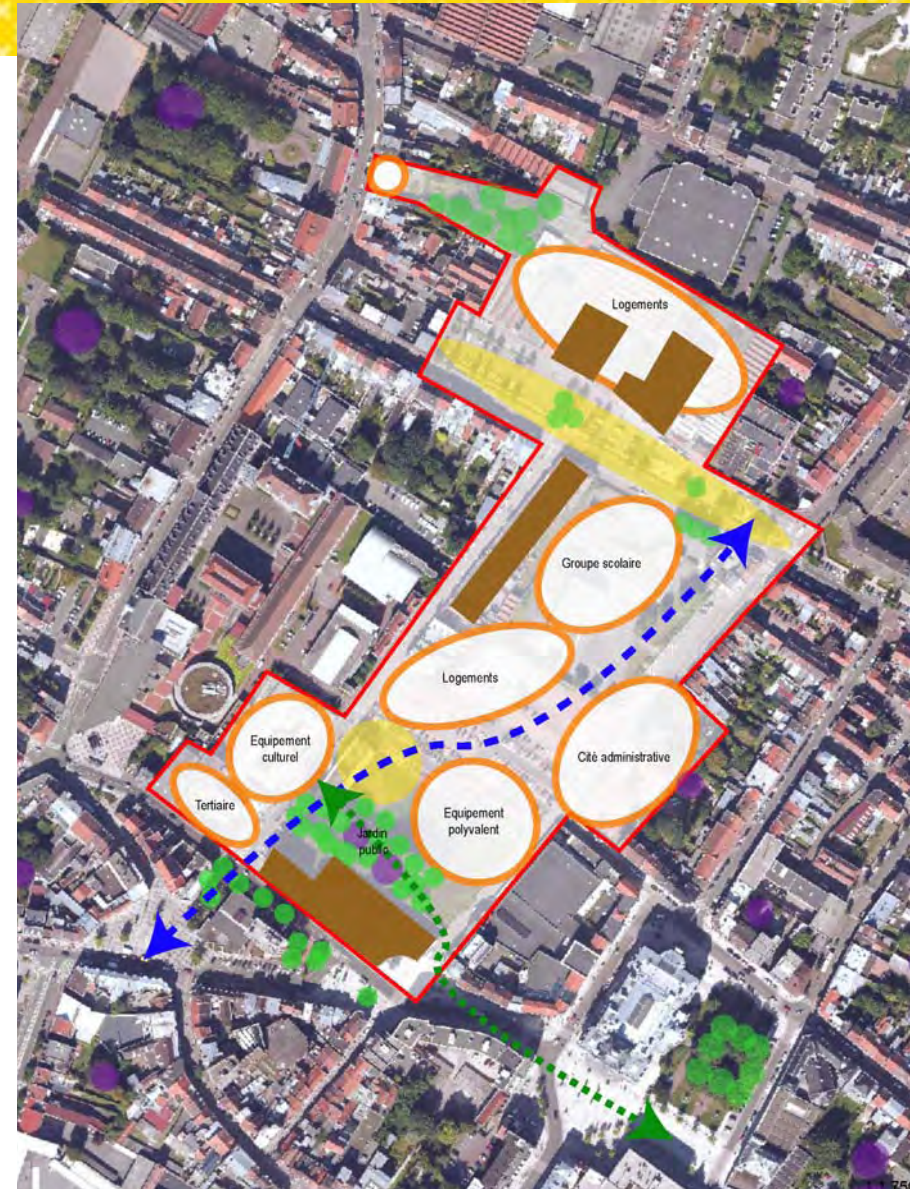 Logements
Groupe scolaire
Logements
Equipement
culturel
Cité administrative
Tertiaire
Equipement
polyvalent
Jardin
public